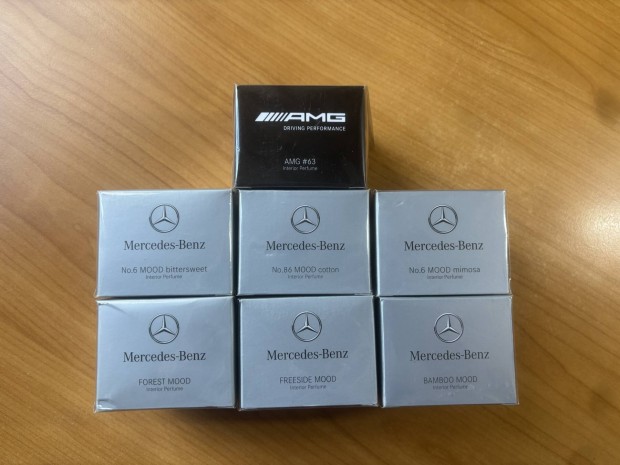 AMG
DRIVING PERFORMANCE
AMG #63
Interior Perfume
Mercedes-Benz
No.6 MOOD bittersweet
Interior Perfume
Mercedes-Benz
No.86 MOOD cotton
Interior Perfume
Mercedes-Benz
No.6 MOOD mimosa
Interior Perfume
Mercedes-Benz
FOREST MOOD
Interior Perfume
Mercedes-Benz
FREESIDE MOOD
Interior Perfume
Mercedes-Benz
BAMBOO MOOD
Interior Perfume